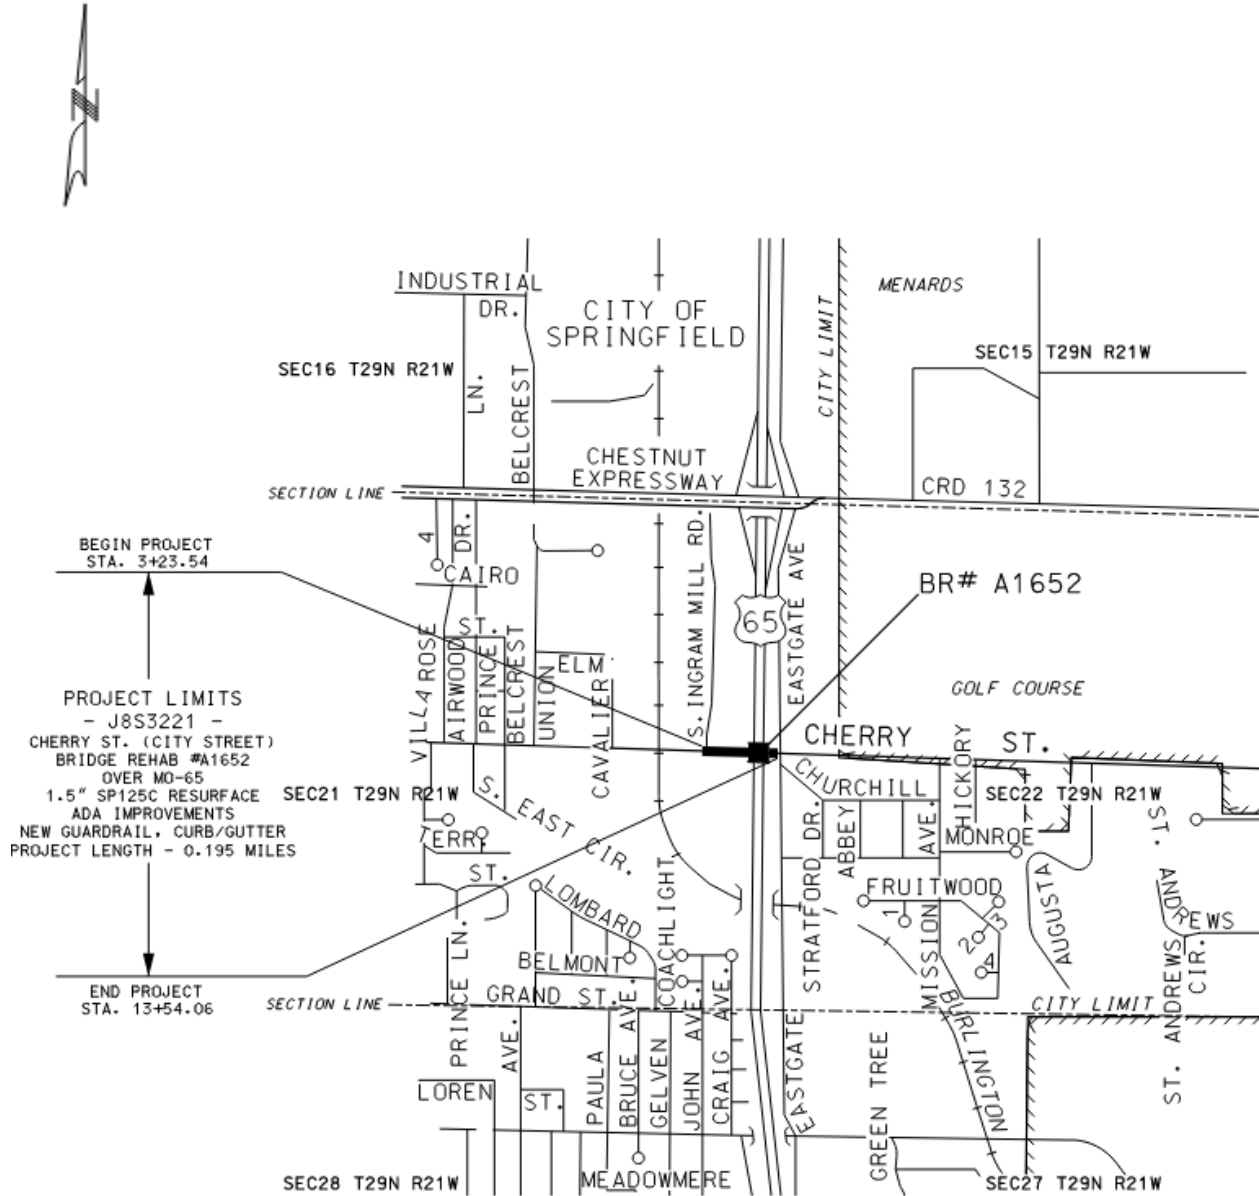 N
INDUSTRIAL
DR.
CITY OF
SPRINGFIELD
MENARDS
CITY LIMIT
SEC16 T29N R21W
SEC15 T29N R21W
LN.
BELCREST
CHESTNUT
EXPRESSWAY
SECTION LINE
CRD 132
BEGIN PROJECT
STA. 3+23.54
4
DR.
CAIRO
S. INGRAM MILL RD.
EASTGATE AVE
BR# A1652
65
ST.
VILLA ROSE
AIRWOOD
PRINCE
BELCREST
UNION
ELM
CAVALIER
GOLF COURSE
PROJECT LIMITS
- J8S3221 -
CHERRY ST. (CITY STREET)
BRIDGE REHAB #A1652
OVER MO-65
1.5" SP125C RESURFACE
ADA IMPROVEMENTS
NEW GUARDRAIL, CURB/GUTTER
PROJECT LENGTH - 0.195 MILES
CHERRY
ST.
HICKORY
CHURCHILL
SEC21 T29N R21W
SEC22 T29N R21W
S. EAST CIR.
TERR.
ST.
STRATFORD DR.
ABBEY
AVE.
MONROE
ST. ANDREWS
AUGUSTA
FRUITWOOD
1
2
3
4
MISSION
LOMBARD
COACHLIGHT
BELMONT
PRINCE LN.
END PROJECT
STA. 13+54.06
SECTION LINE
GRAND ST.
CITY LIMIT
ANDREWS
ST. ANDREWS CIR.
BURLINGTON
AVE.
LOREN
ST.
PAULA
BRUCE AVE.
GELVEN
JOHN AVE.
CRAIG AVE.
EASTGATE
GREEN TREE
SEC28 T29N R21W
MEADOWMERE
SEC27 T29N R21W